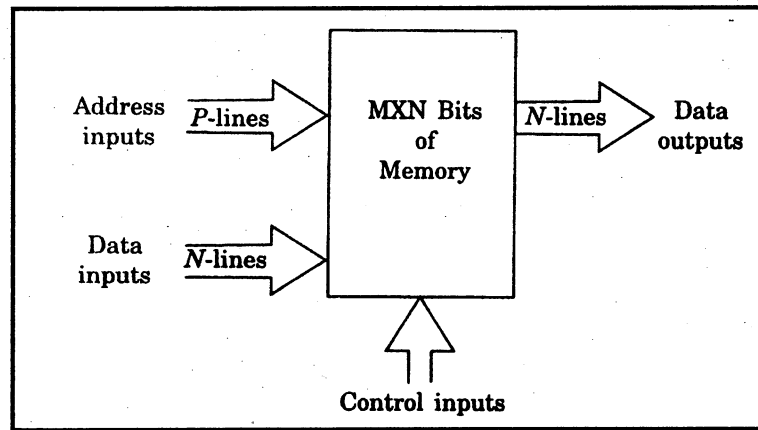 Address
inputs
P-lines
MXN Bits
of
Memory
N-lines
Data
outputs
Data
inputs
N-lines
Control inputs